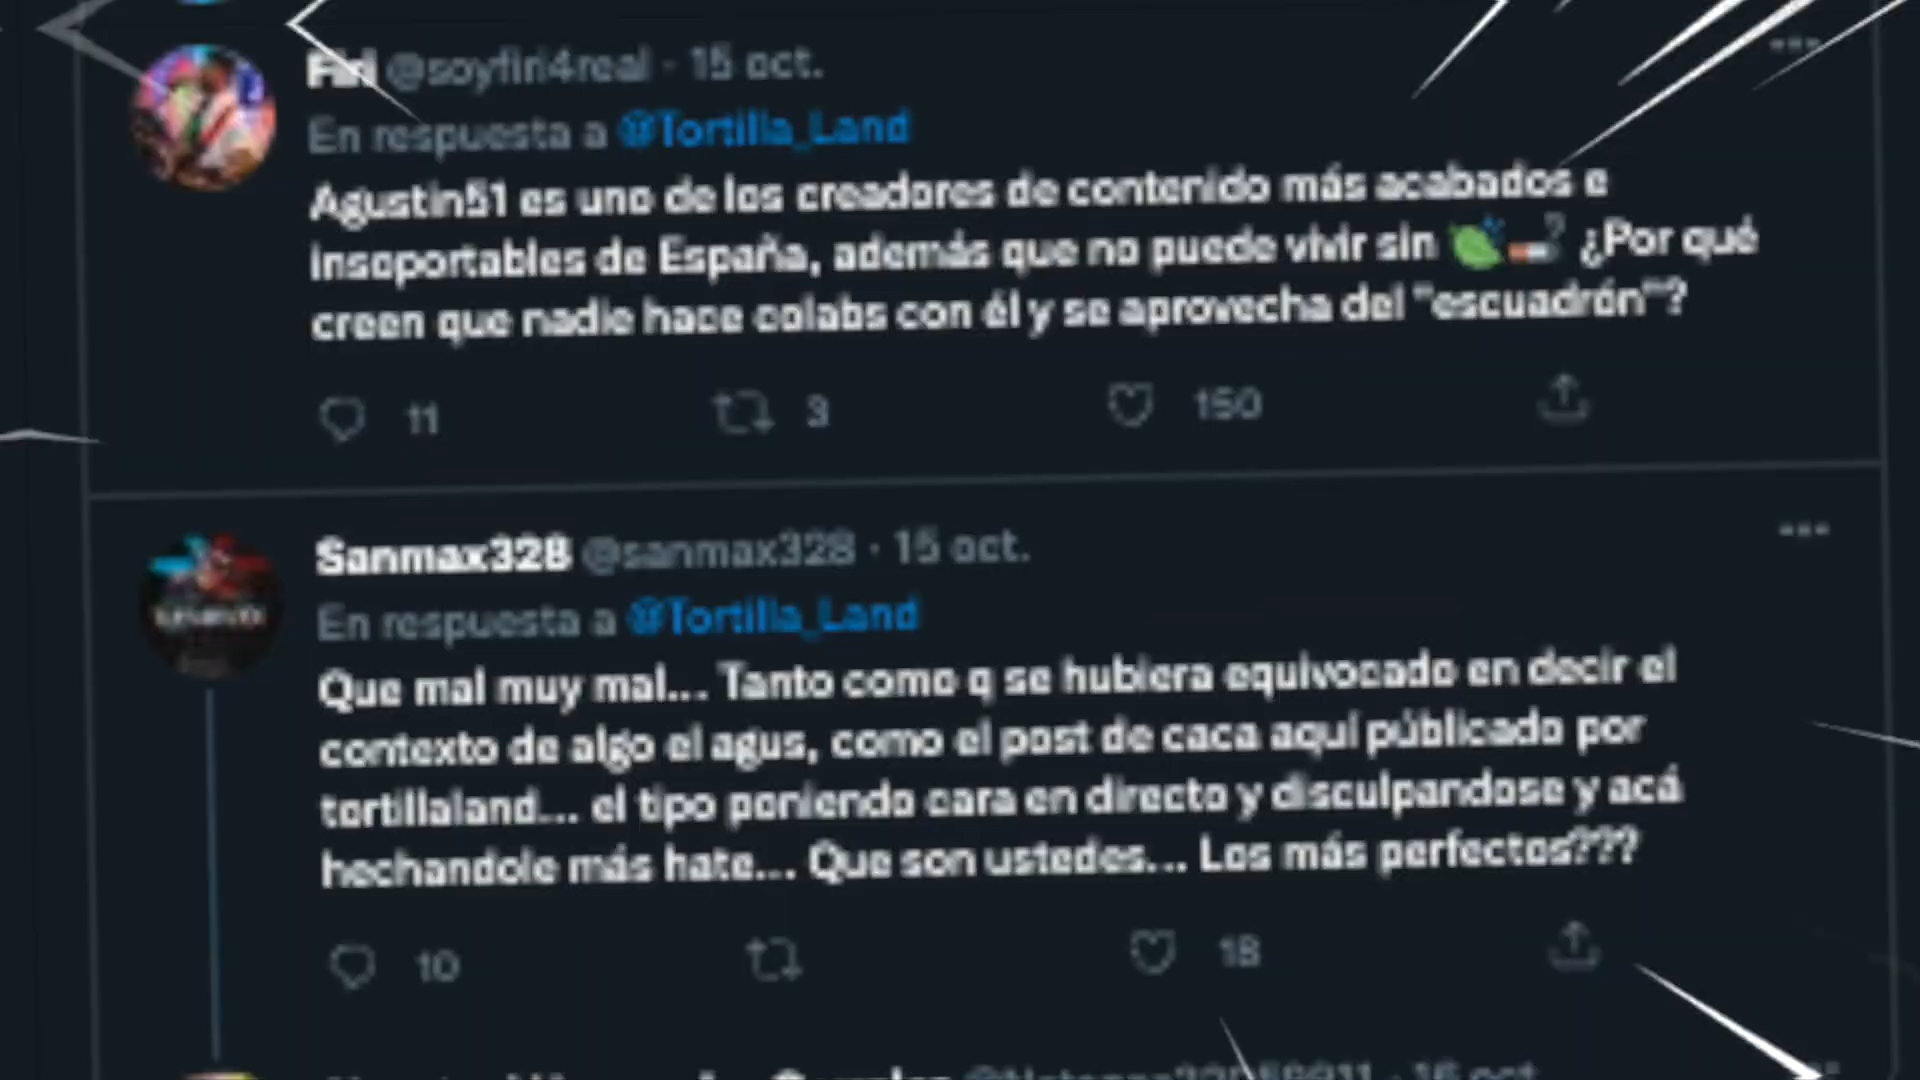 Firi @soyfiri4real · 15 oct.
En respuesta a @Tortilla_Land
Agustin51 es uno de los creadores de contenido más acabados e
insoportables de España, además que no puede vivir sin 🍃🚬 ¿Por qué
creen que nadie hace colabs con él y se aprovecha del "escuadrón"?
11 3 150
Sanmax328 @sanmax328 · 15 oct.
En respuesta a @Tortilla_Land
Que mal muy mal... Tanto como q se hubiera equivocado en decir el
contexto de algo el agus, como el post de caca aquí públicado por
tortillaland... el tipo poniendo cara en directo y disculpandose y acá
hechandole más hate... Que son ustedes... Los más perfectos???
10 18